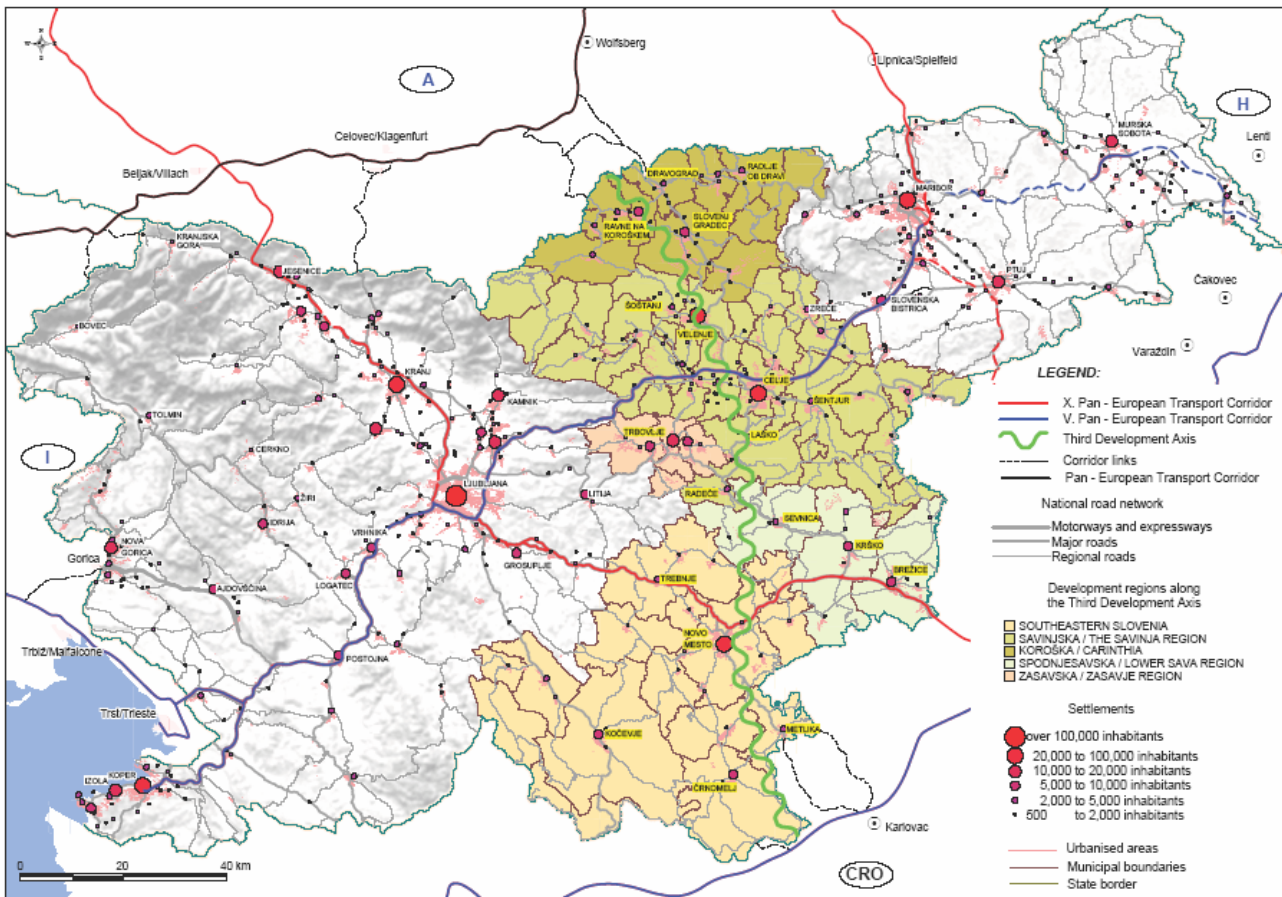 N
W
E
S
Wolfsberg
Lipnica/Spielfeld
A
H
Celovec/Klagenfurt
Lenti
Beljak/Villach
MURSKA
SOBOTA
DRAVOGRAD
RADLJE
OB DRAVI
MARIBOR
KRANJSKA
GORA
RAVNE NA
KOROŠKEM
SLOVENJ
GRADEC
JESENICE
PTUJ
Čakovec
BOVEC
ŠOŠTANJ
ZREČE
SLOVENSKA
BISTRICA
VELENJE
Varaždin
KRANJ
CELJE
KAMNIK
ŠENTJUR
TOLMIN
TRBOVLJE
LAŠKO
I
CERKNO
LJUBLJANA
ŽIRI
LITIJA
RADEČE
IDRIJA
SEVNICA
VRHNIKA
NOVA
GORICA
Gorica
KRŠKO
GROSUPLJE
LOGATEC
AJDOVŠČINA
TREBNJE
BREŽICE
NOVO
MESTO
Trbiž/Malfalcone
POSTOJNA
Trst/Trieste
KOČEVJE
METLIKA
IZOLA
KOPER
ČRNOMELJ
Karlovac
CRO
0
20
40 km
LEGEND:
X. Pan - European Transport Corridor
V. Pan - European Transport Corridor
Third Development Axis
Corridor links
Pan - European Transport Corridor
National road network
Motorways and expressways
Major roads
Regional roads
Development regions along
the Third Development Axis
SOUTHEASTERN SLOVENIA
SAVINJSKA / THE SAVINJA REGION
KOROŠKA / CARINTHIA
SPODNJESAVSKA / LOWER SAVA REGION
ZASAVSKA / ZASAVJE REGION
Settlements
over 100,000 inhabitants
20,000 to 100,000 inhabitants
10,000 to 20,000 inhabitants
5,000 to 10,000 inhabitants
2,000 to 5,000 inhabitants
500 to 2,000 inhabitants
Urbanised areas
Municipal boundaries
State border